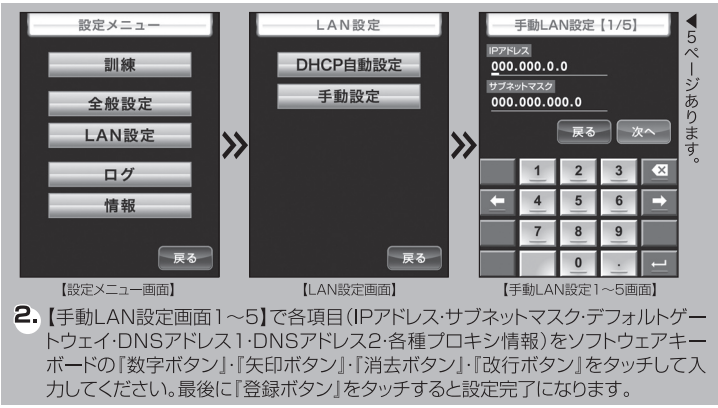 設定メニュー
訓練
全般設定
LAN設定
ログ
情報
戻る
【設定メニュー画面】
LAN設定
DHCP自動設定
手動設定
戻る
【LAN設定画面】
手動LAN設定【1/5】
IPアドレス
000.000.0.0
サブネットマスク
000.000.000.0
戻る 次へ
1 2 3
4 5 6
7 8 9
0 .
【手動LAN設定1～5画面】
◀5ページあります。
2.【手動LAN設定画面1～5】で各項目(IPアドレス・サブネットマスク・デフォルトゲー
トウェイ・DNSアドレス1・DNSアドレス2・各種プロキシ情報)をソフトウェアキー
ボードの『数字ボタン』・『矢印ボタン』・『消去ボタン』・『改行ボタン』をタッチして入
力してください。最後に『登録ボタン』をタッチすると設定完了になります。